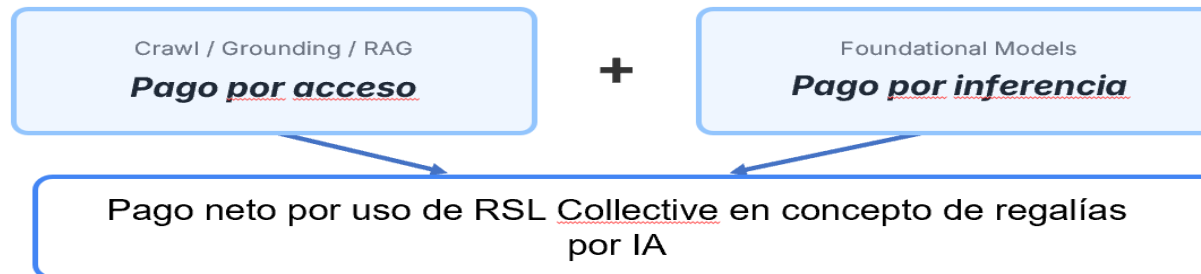 Crawl / Grounding / RAG
Pago por acceso
+
Foundational Models
Pago por inferencia
Pago neto por uso de RSL Collective en concepto de regalías
por IA